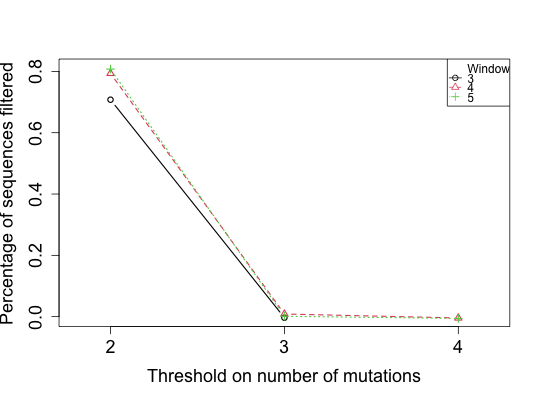 Percentage of sequences filtered
0.8
0.6
0.4
0.2
0.0
Window
3
4
5
2 3 4
Threshold on number of mutations